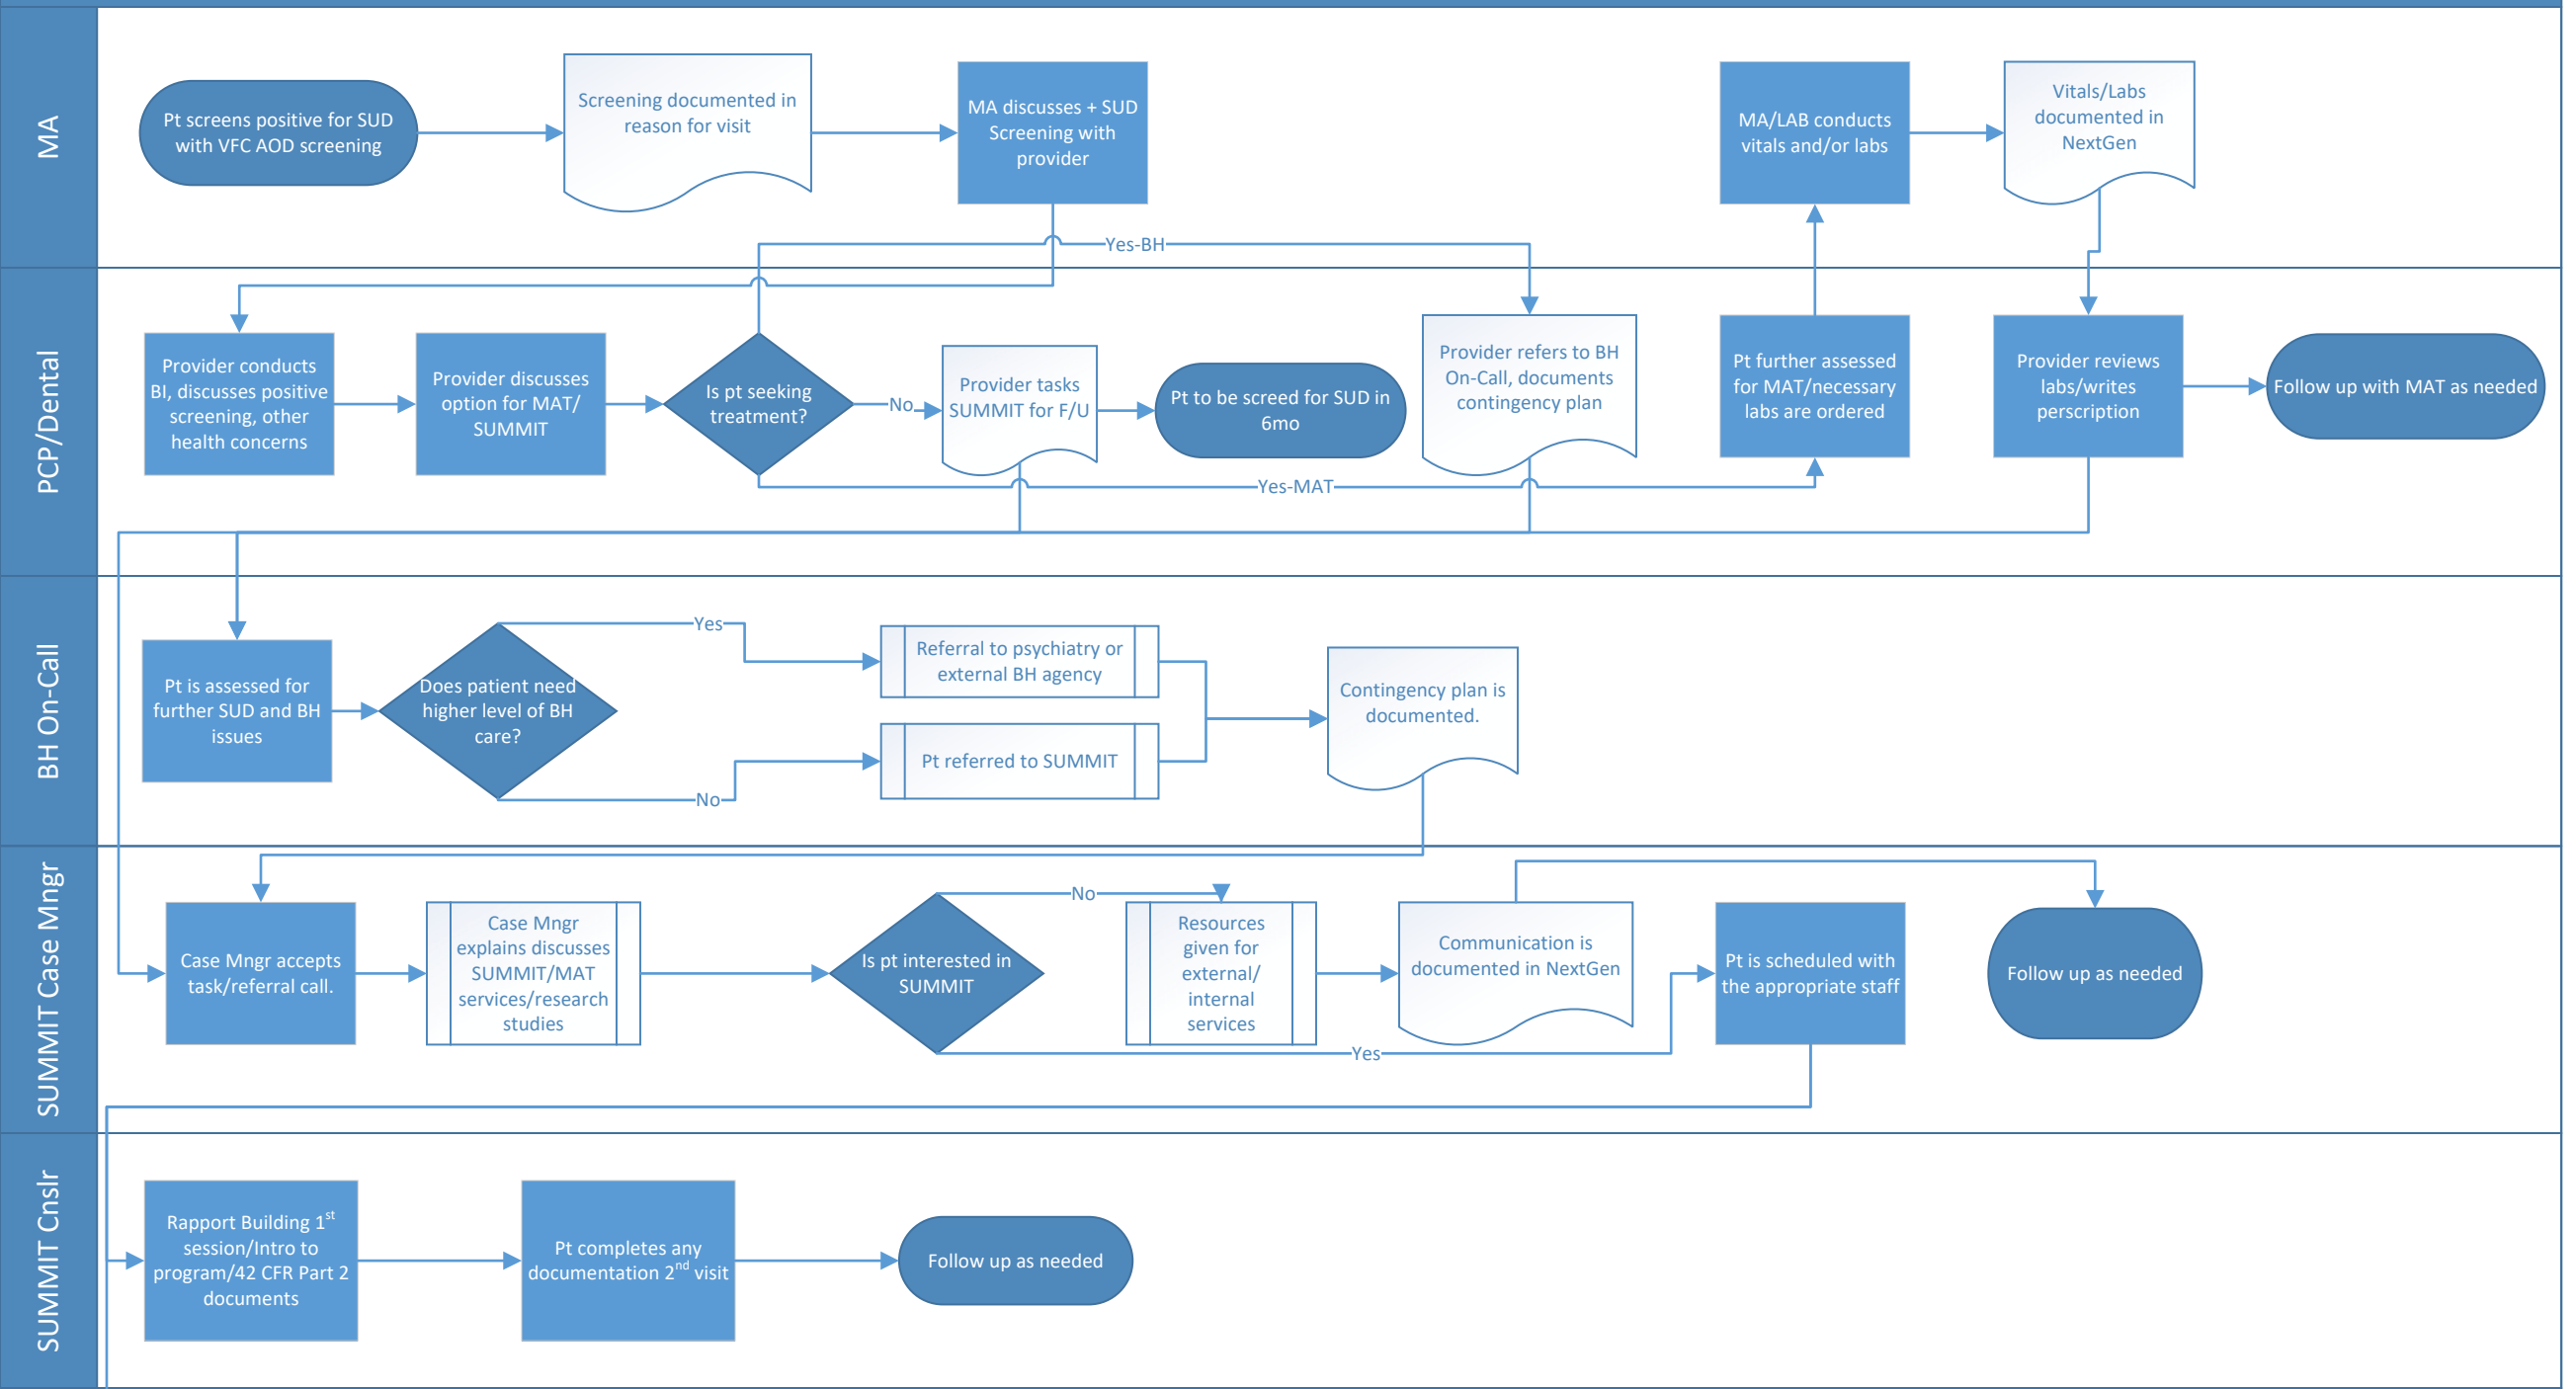 MA
Pt screens positive for SUD
with VFC AOD screening
Screening documented in
reason for visit
MA discusses + SUD
Screening with
provider
MA/LAB conducts
vitals and/or labs
Vitals/Labs
documented in
NextGen
Yes-BH
PCP/Dental
Provider conducts
BI, discusses positive
screening, other
health concerns
Provider discusses
option for MAT/
SUMMIT
Is pt seeking
treatment?
No
Provider tasks
SUMMIT for F/U
Pt to be screed for SUD in
6mo
Provider refers to BH
On-Call, documents
contingency plan
Pt further assessed
for MAT/necessary
labs are ordered
Provider reviews
labs/writes
perscription
Follow up with MAT as needed
Yes-MAT
BH On-Call
Pt is assessed for
further SUD and BH
issues
Does patient need
higher level of BH
care?
Yes
No
Referral to psychiatry or
external BH agency
Pt referred to SUMMIT
Contingency plan is
documented.
SUMMIT Case Mngr
Case Mngr accepts
task/referral call.
Case Mngr
explains discusses
SUMMIT/MAT
services/research
studies
Is pt interested in
SUMMIT
No
Yes
Resources
given for
external/
internal
services
Communication is
documented in NextGen
Pt is scheduled with
the appropriate staff
Follow up as needed
SUMMIT Cnslr
Rapport Building 1st
session/Intro to
program/42 CFR Part 2
documents
Pt completes any
documentation 2nd visit
Follow up as needed